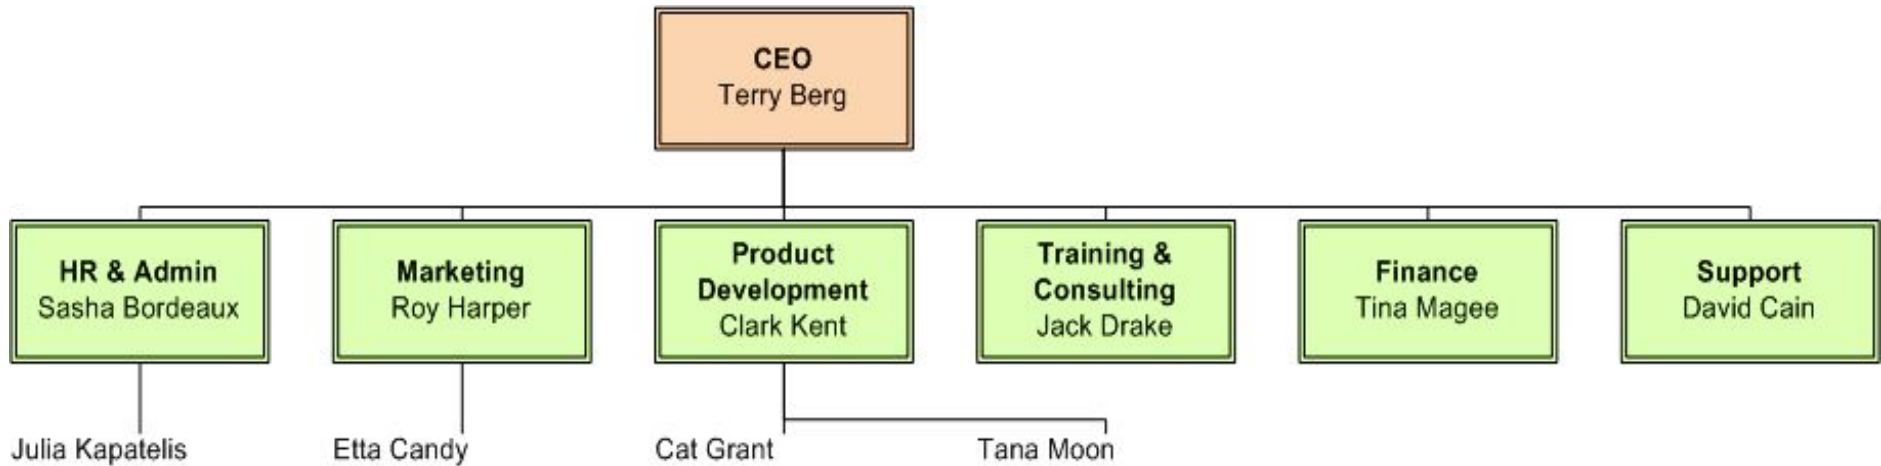 CEO
Terry Berg
HR & Admin
Sasha Bordeaux
Marketing
Roy Harper
Product
Development
Clark Kent
Training &
Consulting
Jack Drake
Finance
Tina Magee
Support
David Cain
Julia Kapatelis
Etta Candy
Cat Grant
Tana Moon